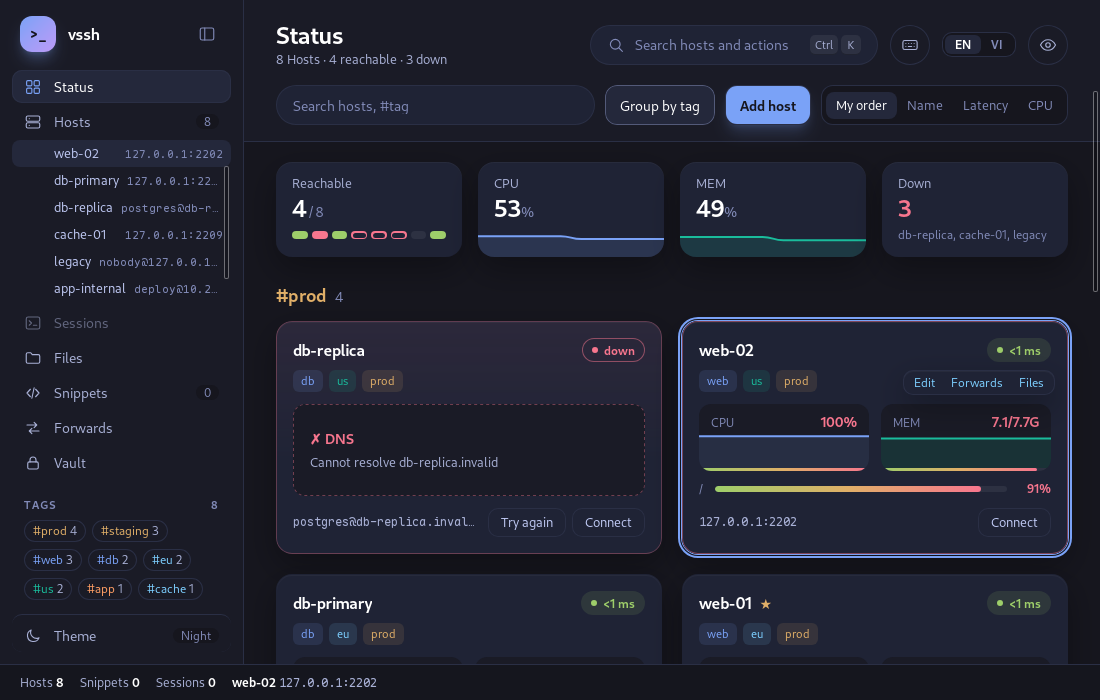 >_ vssh
Status
Hosts 8
web-02 127.0.0.1:2202
db-primary 127.0.0.1:22…
db-replica postgres@db-r…
cache-01 127.0.0.1:2209
legacy nobody@127.0.0.1…
app-internal deploy@10.2…
Sessions
Files
Snippets 0
Forwards
Vault
TAGS 8
#prod 4 #staging 3
#web 3 #db 2 #eu 2
#us 2 #app 1 #cache 1
Theme Night
Status
8 Hosts · 4 reachable · 3 down
Search hosts and actions Ctrl K
EN VI
Search hosts, #tag
Group by tag
Add host
My order Name Latency CPU
Reachable
4 / 8
CPU
53%
MEM
49%
Down
3
db-replica, cache-01, legacy
#prod 4
db-replica down
db us prod
✗ DNS
Cannot resolve db-replica.invalid
postgres@db-replica.inval… Try again Connect
web-02 <1 ms
web us prod Edit Forwards Files
CPU 100% MEM 7.1/7.7G
/ 91%
127.0.0.1:2202 Connect
db-primary <1 ms
db eu prod
web-01 ★ <1 ms
web eu prod
Hosts 8 Snippets 0 Sessions 0 web-02 127.0.0.1:2202